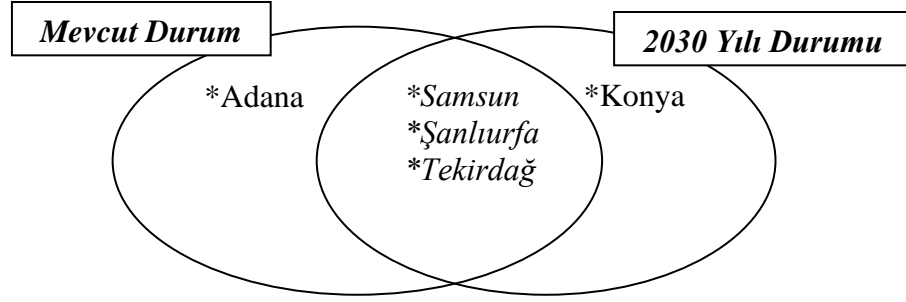 Mevcut Durum
2030 Yılı Durumu
*Adana
*Samsun
*Konya
*Şanlıurfa
*Tekirdağ